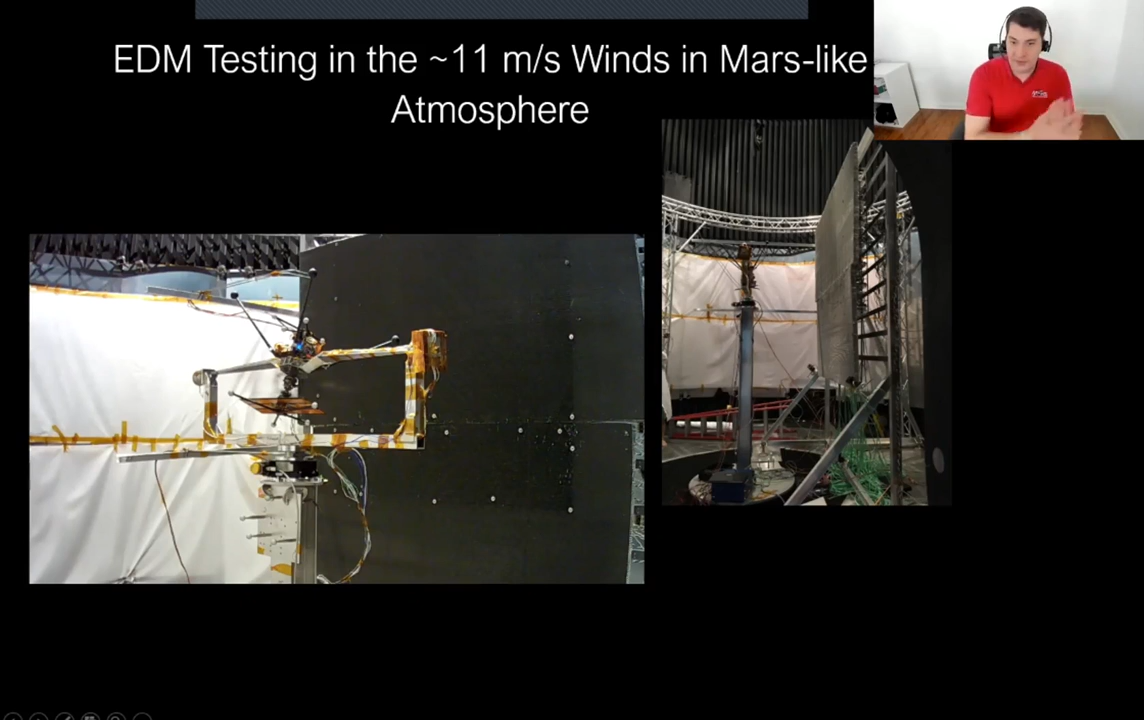 EDM Testing in the ~11 m/s Winds in Mars-like
Atmosphere